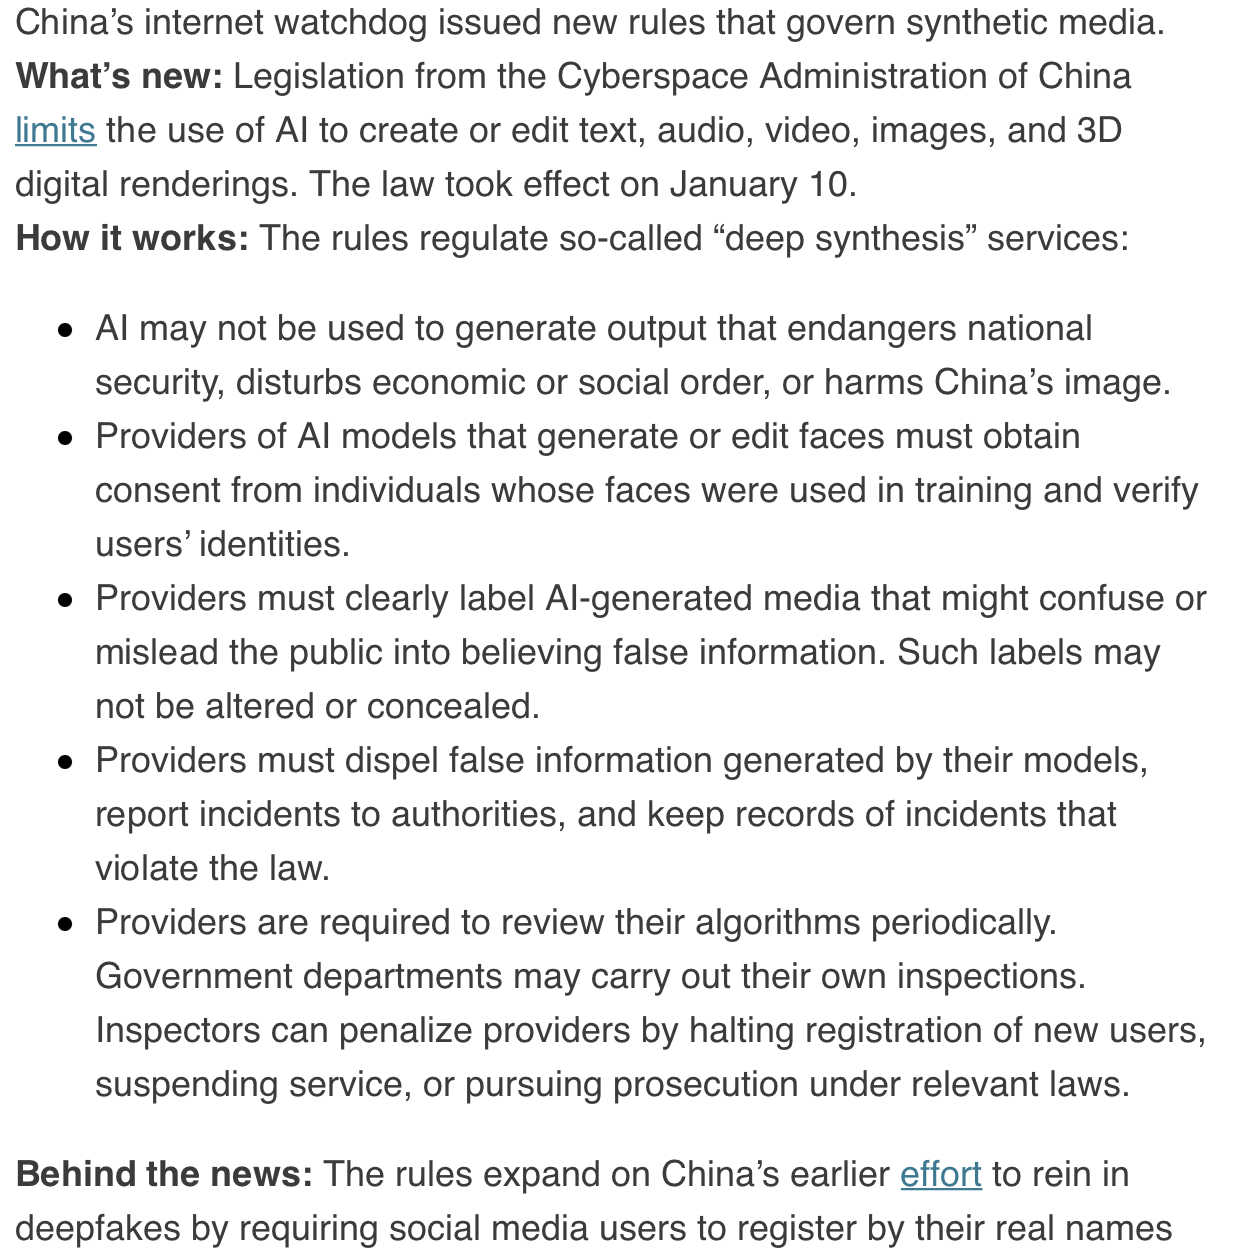 China’s internet watchdog issued new rules that govern synthetic media.
What’s new: Legislation from the Cyberspace Administration of China
limits the use of AI to create or edit text, audio, video, images, and 3D
digital renderings. The law took effect on January 10.
How it works: The rules regulate so-called “deep synthesis” services:
● AI may not be used to generate output that endangers national
security, disturbs economic or social order, or harms China’s image.
● Providers of AI models that generate or edit faces must obtain
consent from individuals whose faces were used in training and verify
users’ identities.
● Providers must clearly label AI-generated media that might confuse or
mislead the public into believing false information. Such labels may
not be altered or concealed.
● Providers must dispel false information generated by their models,
report incidents to authorities, and keep records of incidents that
violate the law.
● Providers are required to review their algorithms periodically.
Government departments may carry out their own inspections.
Inspectors can penalize providers by halting registration of new users,
suspending service, or pursuing prosecution under relevant laws.
Behind the news: The rules expand on China’s earlier effort to rein in
deepfakes by requiring social media users to register by their real names